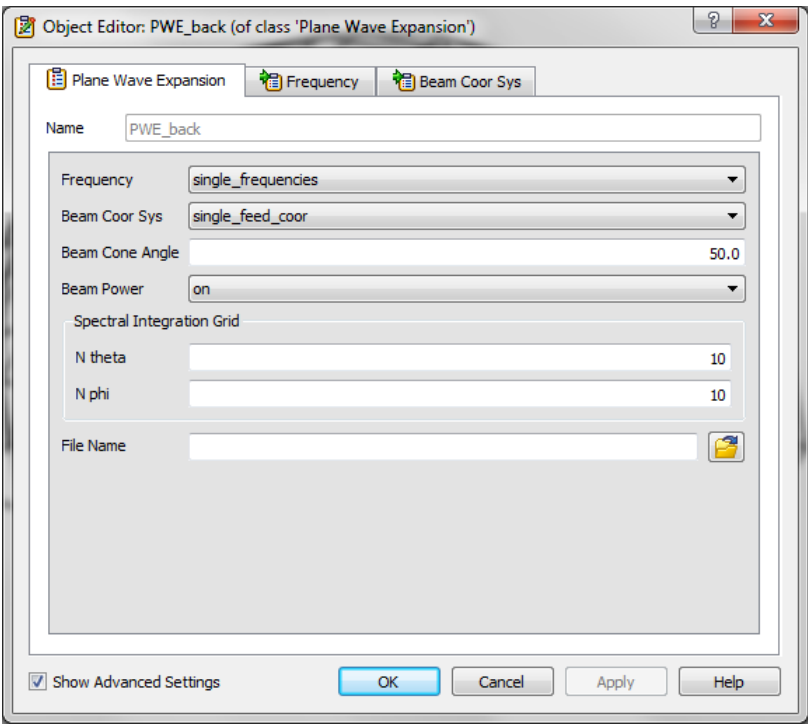 Object Editor: PWE_back (of class 'Plane Wave Expansion')
Plane Wave Expansion Frequency Beam Coor Sys
Name PWE_back
Frequency single_frequencies
Beam Coor Sys single_feed_coor
Beam Cone Angle 50.0
Beam Power on
Spectral Integration Grid
N theta 10
N phi 10
File Name
Show Advanced Settings OK Cancel Apply Help